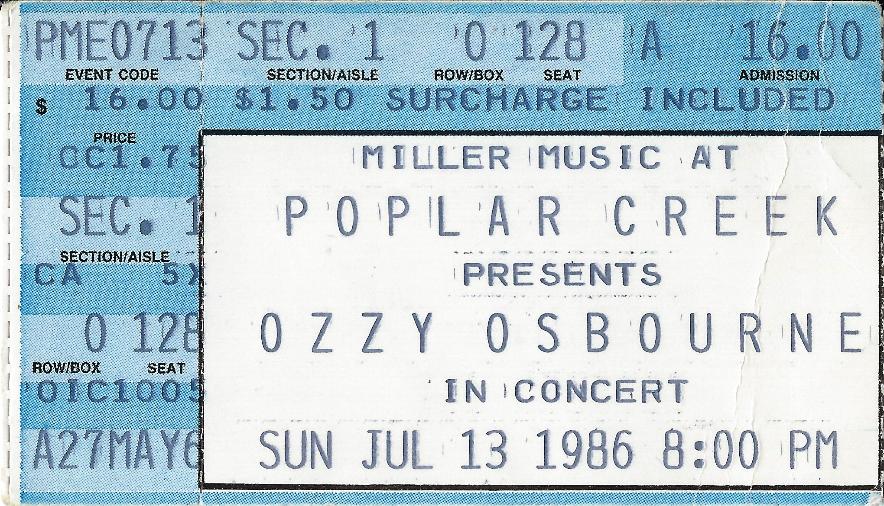 PME0713 SEC. 1 O 128 A 16.00
EVENT CODE SECTION/AISLE ROW/BOX SEAT ADMISSION
$ 16.00 $1.50 SURCHARGE INCLUDED
PRICE
CC1.75
SEC. 1
SECTION/AISLE
CA 5X
O 128
ROW/BOX SEAT
OIC1005
A27MAY6
MILLER MUSIC AT
POPLAR CREEK
PRESENTS
OZZY OSBOURNE
IN CONCERT
SUN JUL 13 1986 8:00 PM